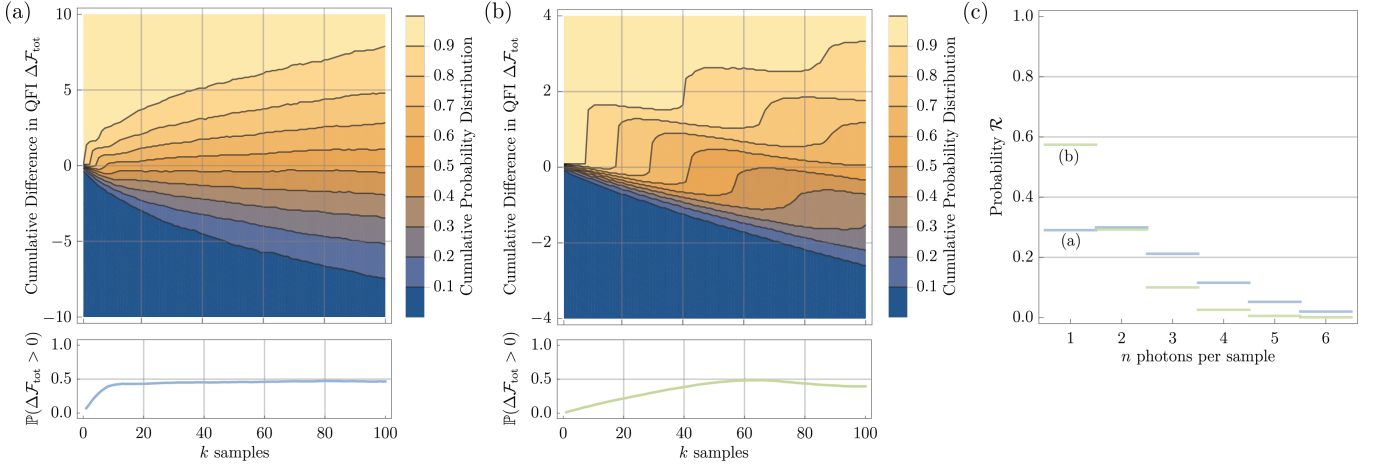 (a)
Cumulative Difference in QFI Δℱtot
10
5
0
−5
−10
0.9
0.8
0.7
0.6
0.5
0.4
0.3
0.2
0.1
Cumulative Probability Distribution
ℙ(Δℱtot > 0)
1.0
0.5
0.0
0 20 40 60 80 100
k samples
(b)
Cumulative Difference in QFI Δℱtot
4
2
0
−2
−4
0.9
0.8
0.7
0.6
0.5
0.4
0.3
0.2
0.1
Cumulative Probability Distribution
ℙ(Δℱtot > 0)
1.0
0.5
0.0
0 20 40 60 80 100
k samples
(c)
Probability ℛ
1.0
0.8
0.6
0.4
0.2
0.0
(b)
(a)
1 2 3 4 5 6
n photons per sample